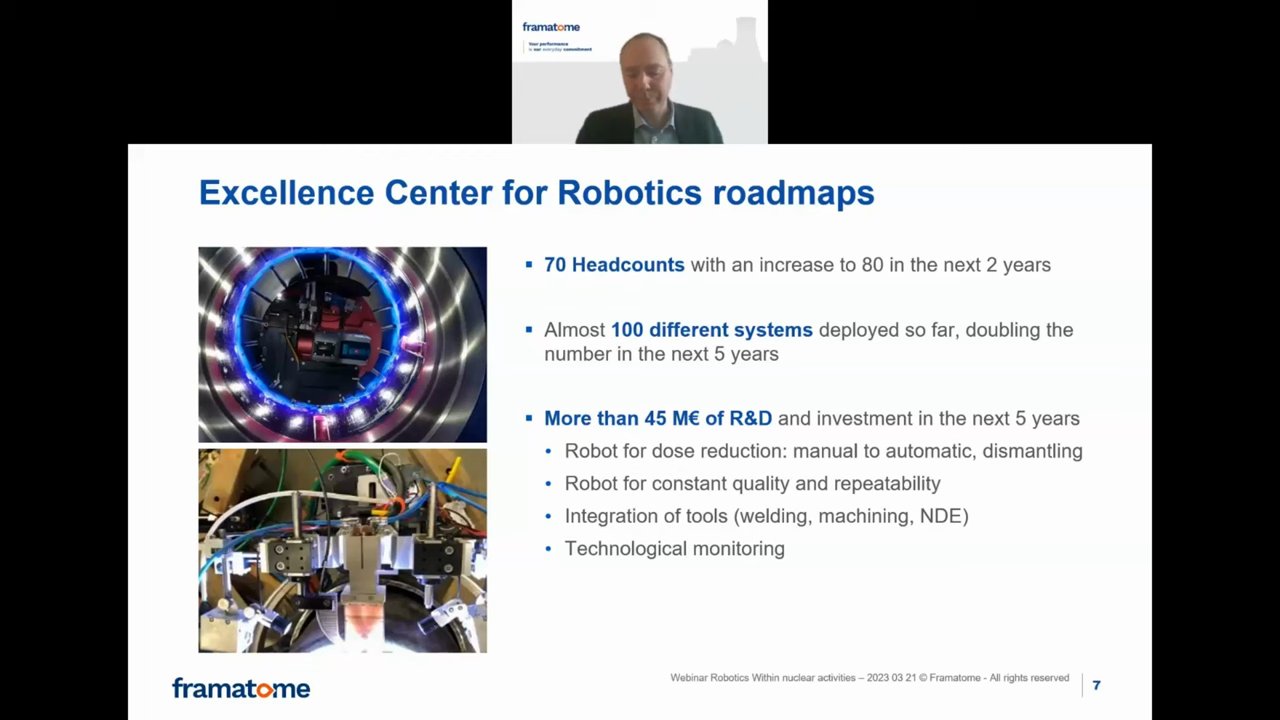 framatome
Your performance
is our everyday commitment
Excellence Center for Robotics roadmaps
▪ 70 Headcounts with an increase to 80 in the next 2 years
▪ Almost 100 different systems deployed so far, doubling the
number in the next 5 years
▪ More than 45 M€ of R&D and investment in the next 5 years
• Robot for dose reduction: manual to automatic, dismantling
• Robot for constant quality and repeatability
• Integration of tools (welding, machining, NDE)
• Technological monitoring
framatome
Webinar Robotics Within nuclear activities – 2023 03 21 © Framatome - All rights reserved
7